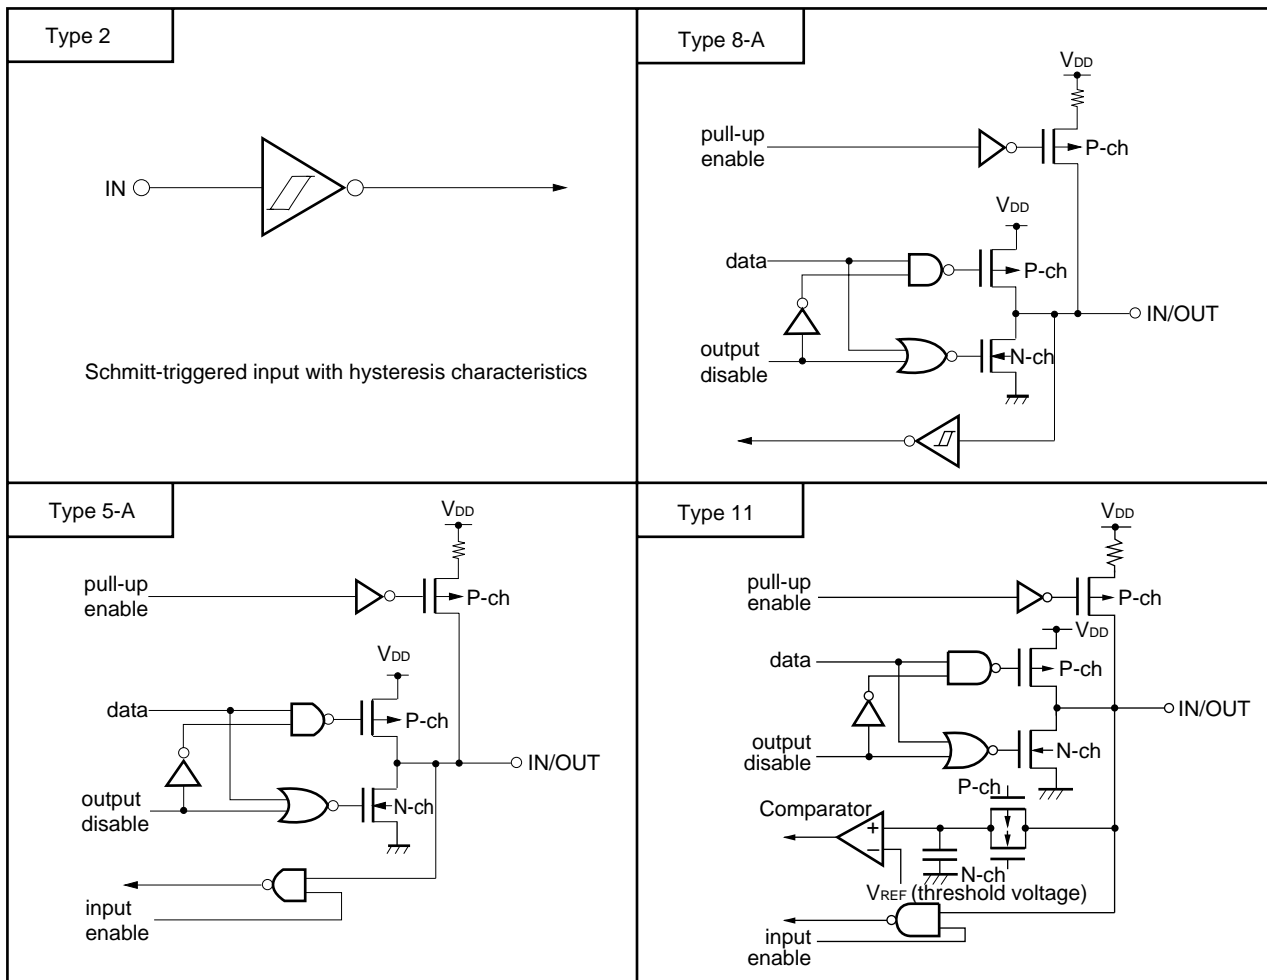 Type 2
IN
Schmitt-triggered input with hysteresis characteristics
Type 8-A
VDD
pull-up
enable
P-ch
VDD
data
P-ch
IN/OUT
output
disable
N-ch
Type 5-A
VDD
pull-up
enable
P-ch
VDD
data
P-ch
IN/OUT
output
disable
N-ch
input
enable
Type 11
VDD
pull-up
enable
P-ch
VDD
data
P-ch
IN/OUT
output
disable
N-ch
P-ch
Comparator
+
–
N-ch
VREF (threshold voltage)
input
enable